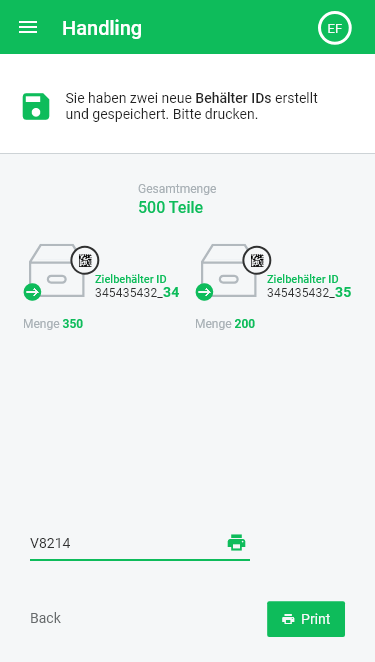 Handling
EF
Sie haben zwei neue Behälter IDs erstellt
und gespeichert. Bitte drucken.
Gesamtmenge
500 Teile
Zielbehälter ID
345435432_34
Menge 350
Zielbehälter ID
345435432_35
Menge 200
V8214
Back
Print